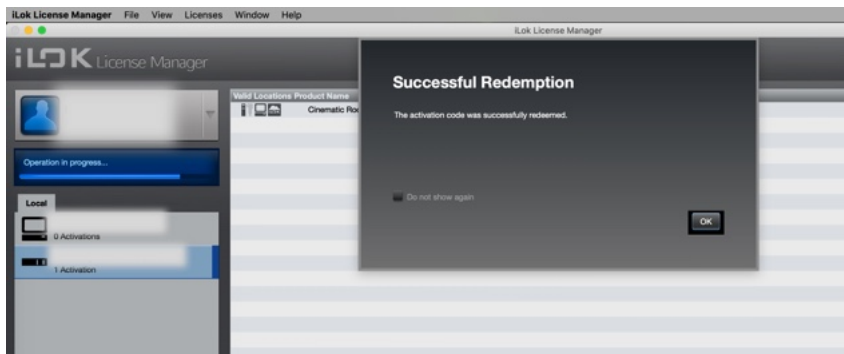 iLok License Manager File View Licenses Window Help
iLok License Manager
iLOK License Manager
Successful Redemption
The activation code was successfully redeemed.
Do not show again
OK
Valid Locations Product Name
Cinematic Roo
Operation in progress...
Local
0 Activations
1 Activation